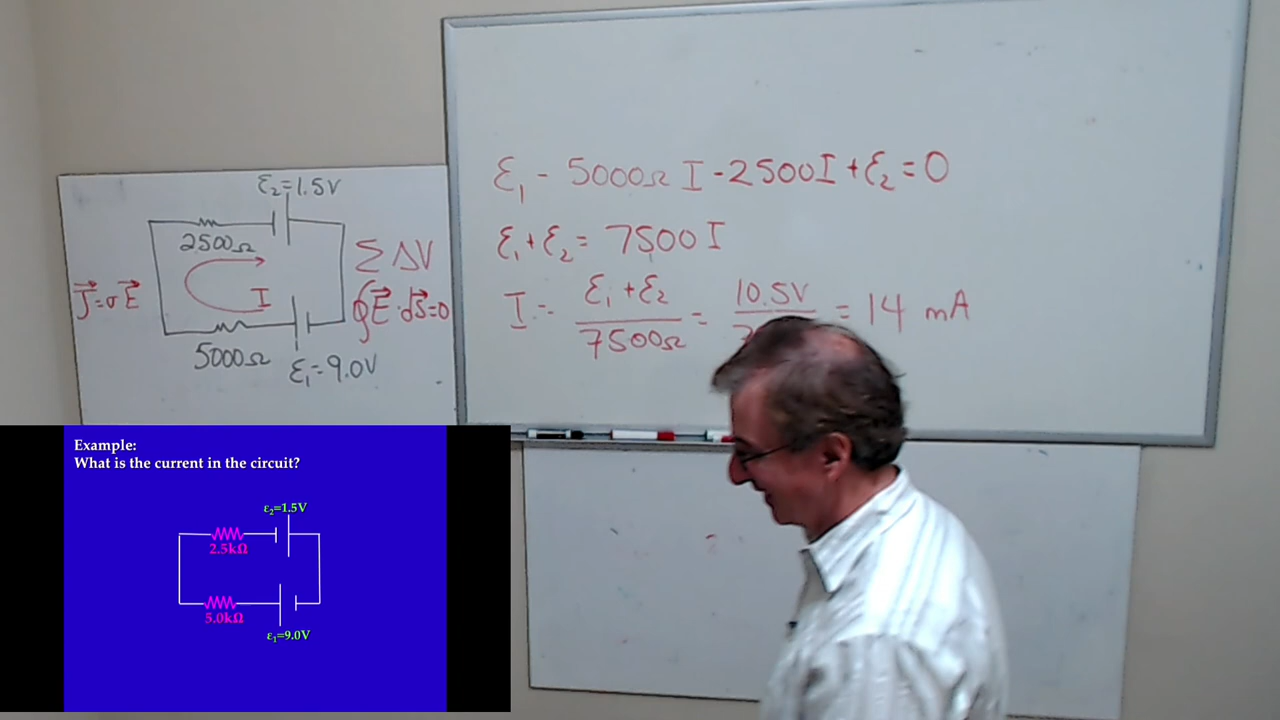 ε₁ - 5000Ω I - 2500I + ε₂ = 0
ε₁+ε₂ = 7500 I
I = ε₁+ε₂ / 7500Ω = 10.5V / = 14 mA
ε₂=1.5V
2500Ω
ΣΔV
J=σE
I
∮E·dS=0
5000Ω
ε₁=9.0V
Example:
What is the current in the circuit?
ε₂=1.5V
2.5kΩ
5.0kΩ
ε₁=9.0V